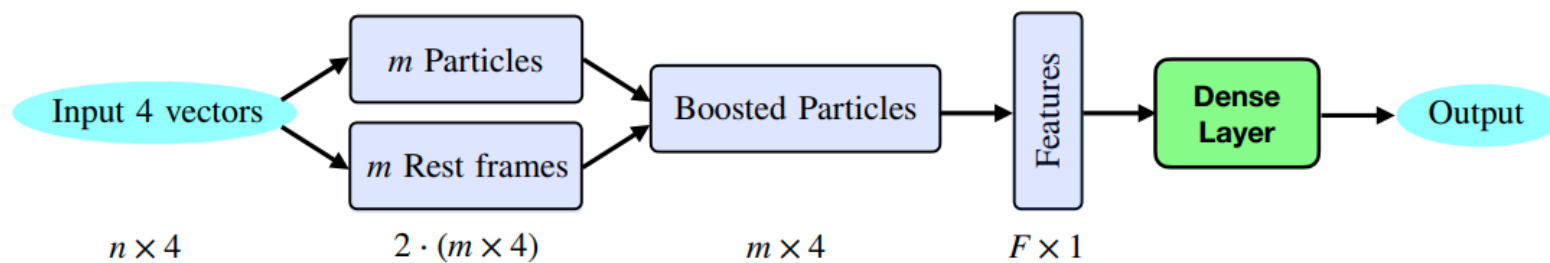 Input 4 vectors
m Particles
m Rest frames
Boosted Particles
Features
Dense
Layer
Output
n × 4
2 · (m × 4)
m × 4
F × 1